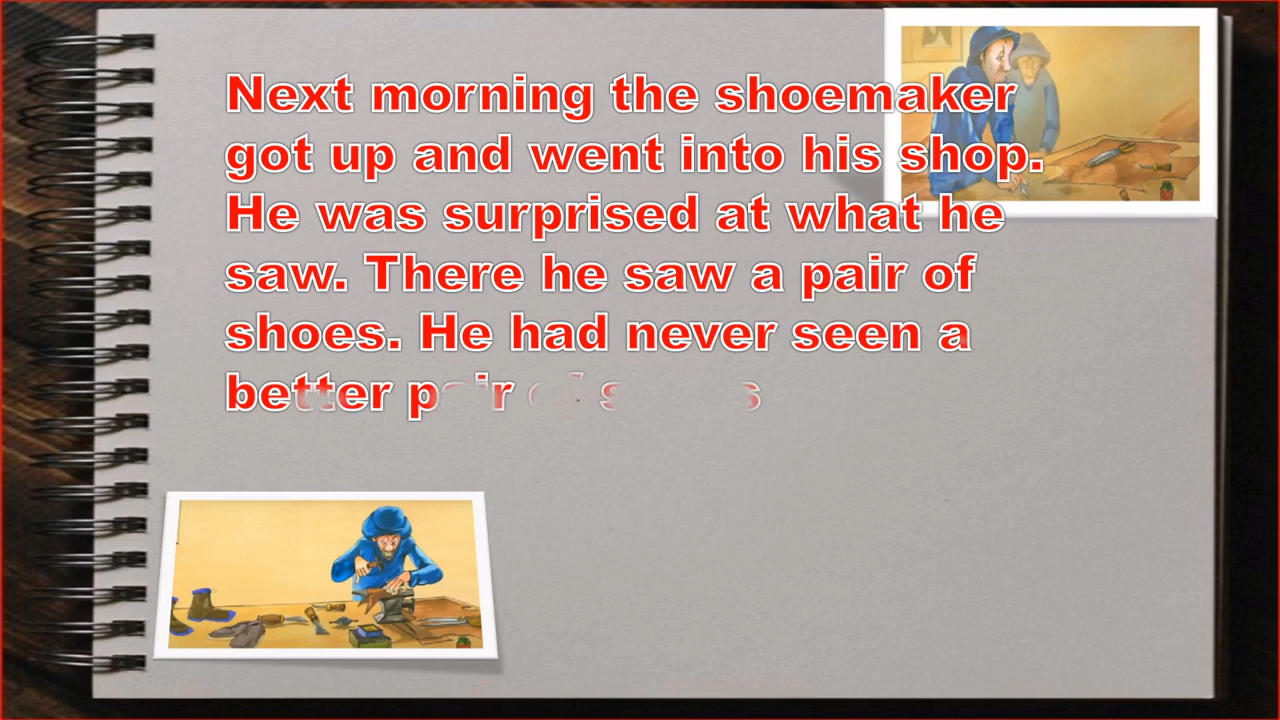 Next morning the shoemaker
got up and went into his shop.
He was surprised at what he
saw. There he saw a pair of
shoes. He had never seen a
better pair